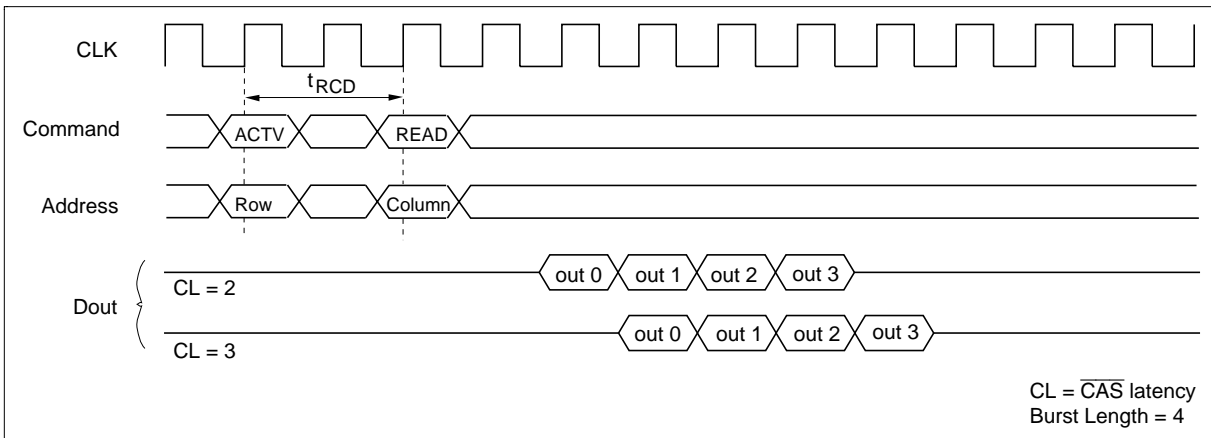 CLK
tRCD
Command ACTV READ
Address Row Column
Dout
CL = 2 out 0 out 1 out 2 out 3
CL = 3 out 0 out 1 out 2 out 3
CL = C̅A̅S̅ latency
Burst Length = 4